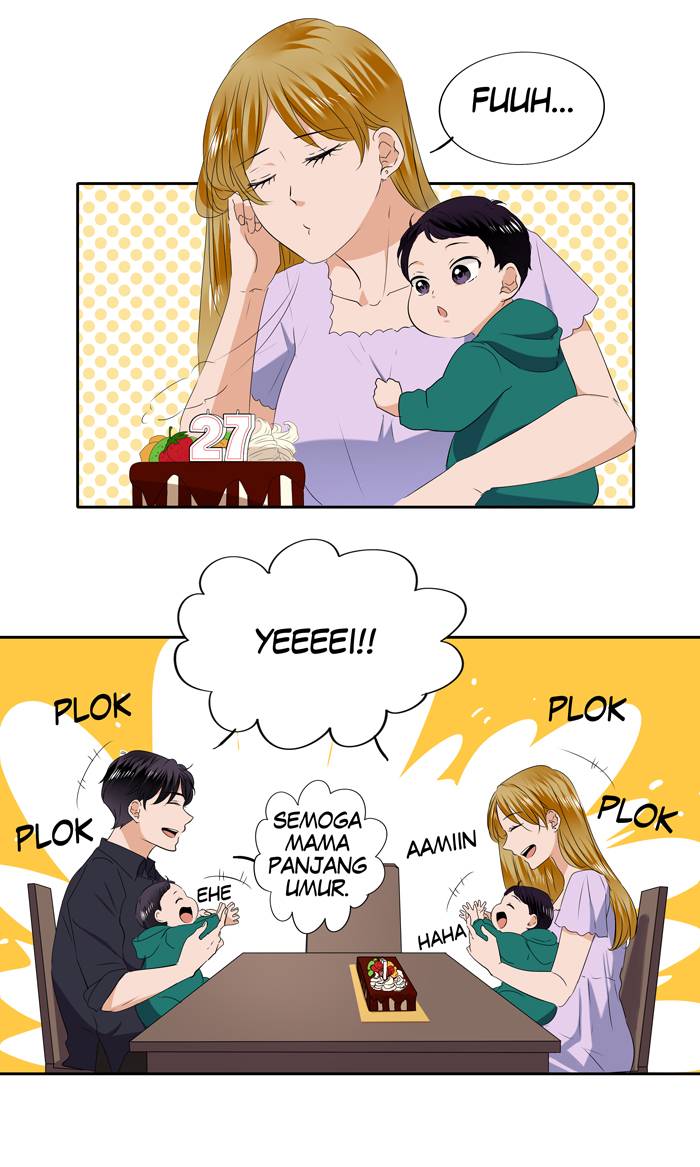 FUUH...
27
YEEEEI!!
PLOK
PLOK
PLOK
PLOK
SEMOGA
MAMA
PANJANG
UMUR.
AAMIIN
EHE
HAHA